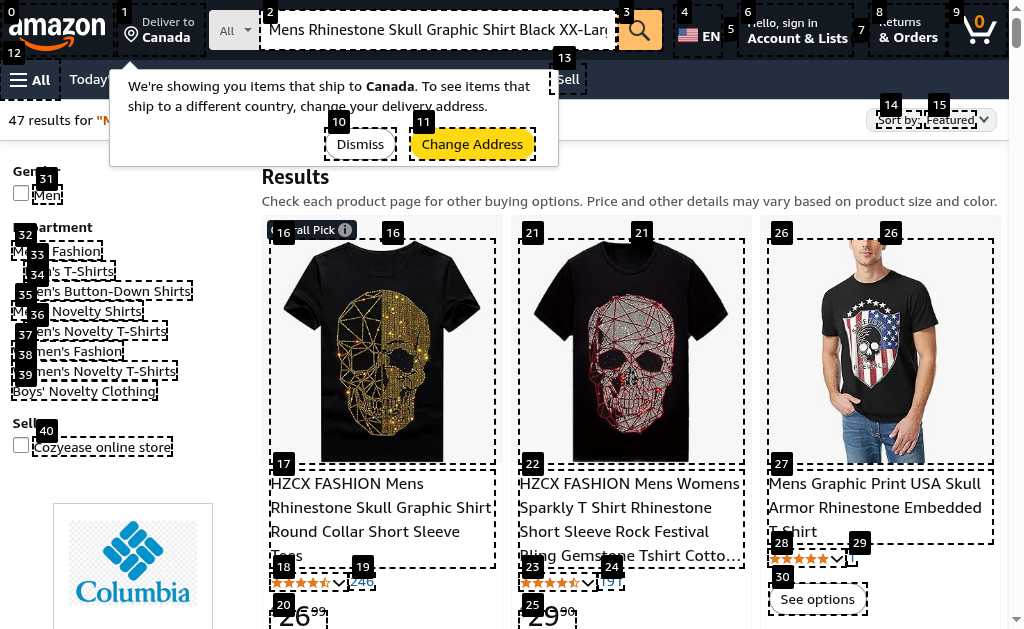 0
1
2
3
4
5
6
7
8
9
12
amazon
Deliver to
Canada
All
Mens Rhinestone Skull Graphic Shirt Black XX-Lar
EN
Hello, sign in
Account & Lists
Returns
& Orders
0
All
Today
13
Sell
We're showing you items that ship to Canada. To see items that
ship to a different country, change your delivery address.
10
11
Dismiss
Change Address
47 results for "M
14
15
Sort by:
Featured
31
Men
32
33
34
35
36
37
38
39
Fashion
T-Shirts
Button-Down Shirts
Novelty Shirts
Novelty T-Shirts
Fashion
Novelty T-Shirts
Boys' Novelty Clothing
40
Cozyease online store
Columbia
Results
Check each product page for other buying options. Price and other details may vary based on product size and color.
Pick
16
16
17
HZCX FASHION Mens
Rhinestone Skull Graphic Shirt
Round Collar Short Sleeve
Tees
18
19
246
20
26 99
21
21
22
HZCX FASHION Mens Womens
Sparkly T Shirt Rhinestone
Short Sleeve Rock Festival
Bling Gemstone Tshirt Cotto…
23
24
191
25
29 90
26
26
27
Mens Graphic Print USA Skull
Armor Rhinestone Embedded
T-Shirt
28
29
1
30
See options